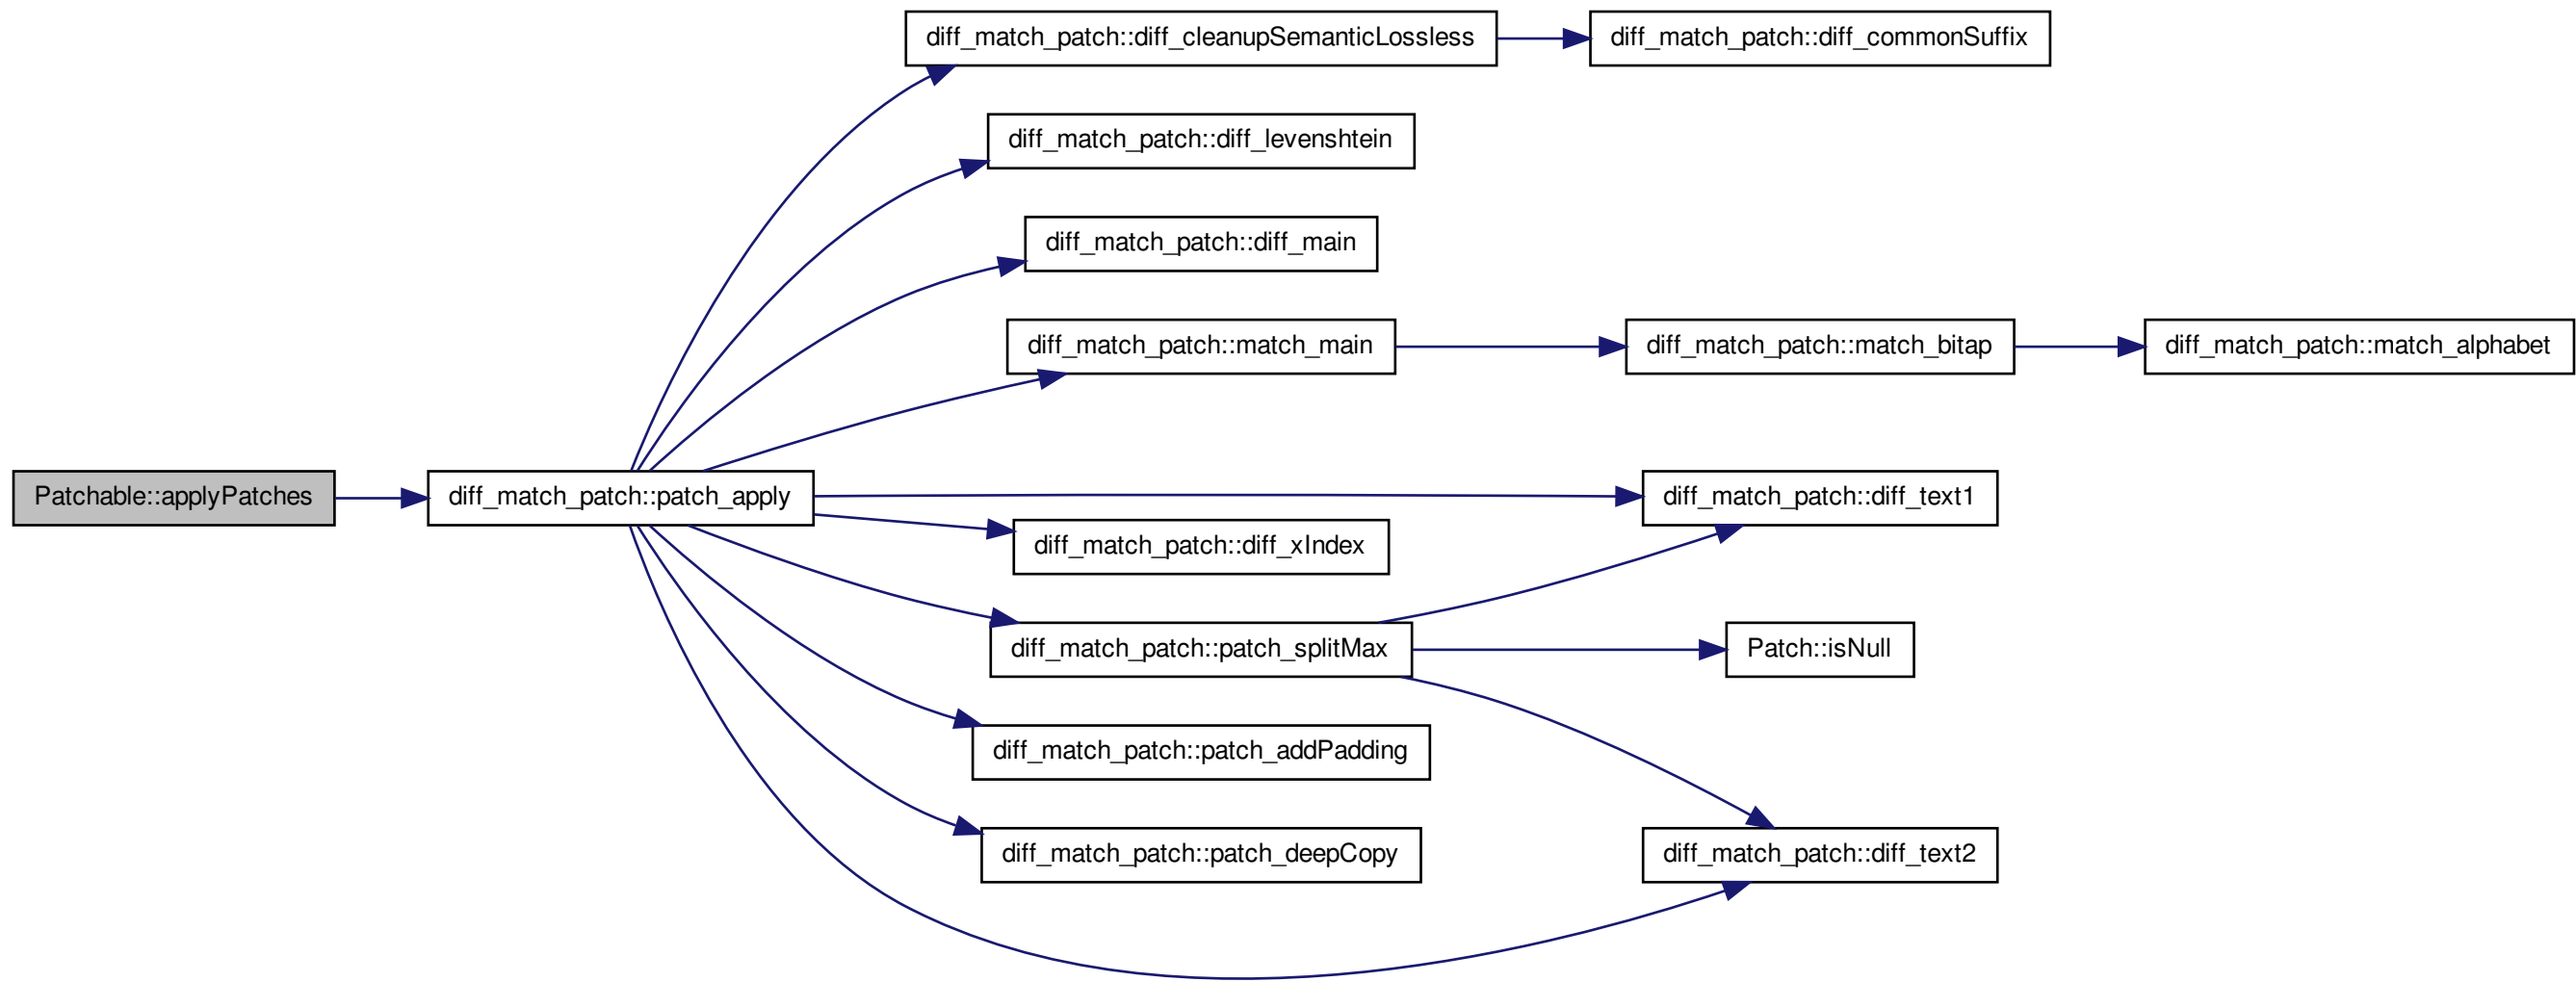 diff_match_patch::diff_cleanupSemanticLossless
diff_match_patch::diff_commonSuffix
diff_match_patch::diff_levenshtein
diff_match_patch::diff_main
diff_match_patch::match_main
diff_match_patch::match_bitap
diff_match_patch::match_alphabet
Patchable::applyPatches
diff_match_patch::patch_apply
diff_match_patch::diff_text1
diff_match_patch::diff_xIndex
diff_match_patch::patch_splitMax
Patch::isNull
diff_match_patch::patch_addPadding
diff_match_patch::patch_deepCopy
diff_match_patch::diff_text2